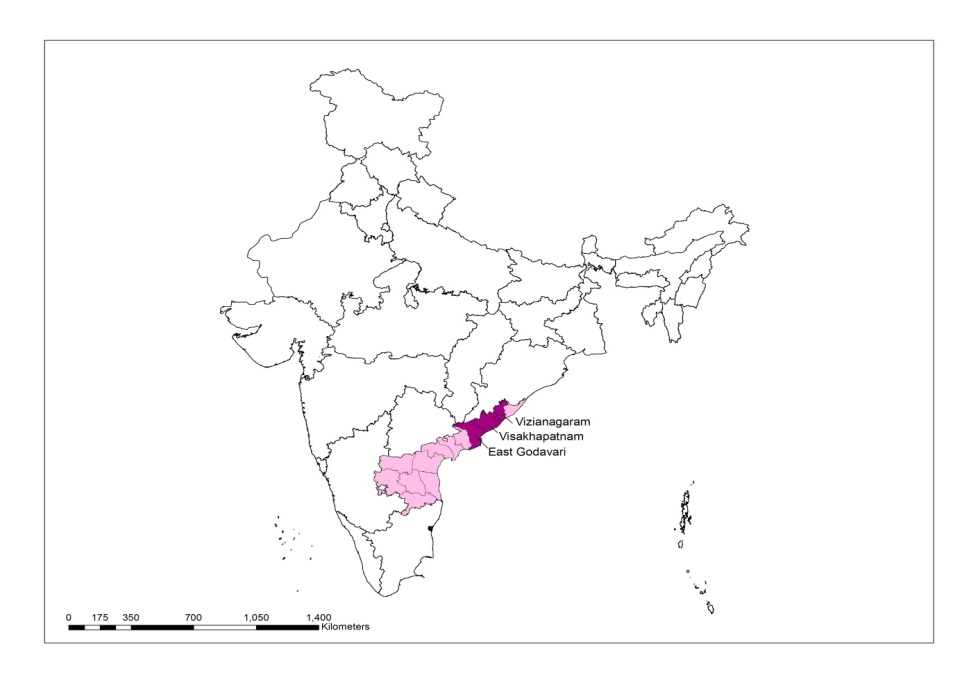 Vizianagaram
Visakhapatnam
East Godavari
0 175 350 700 1,050 1,400
Kilometers